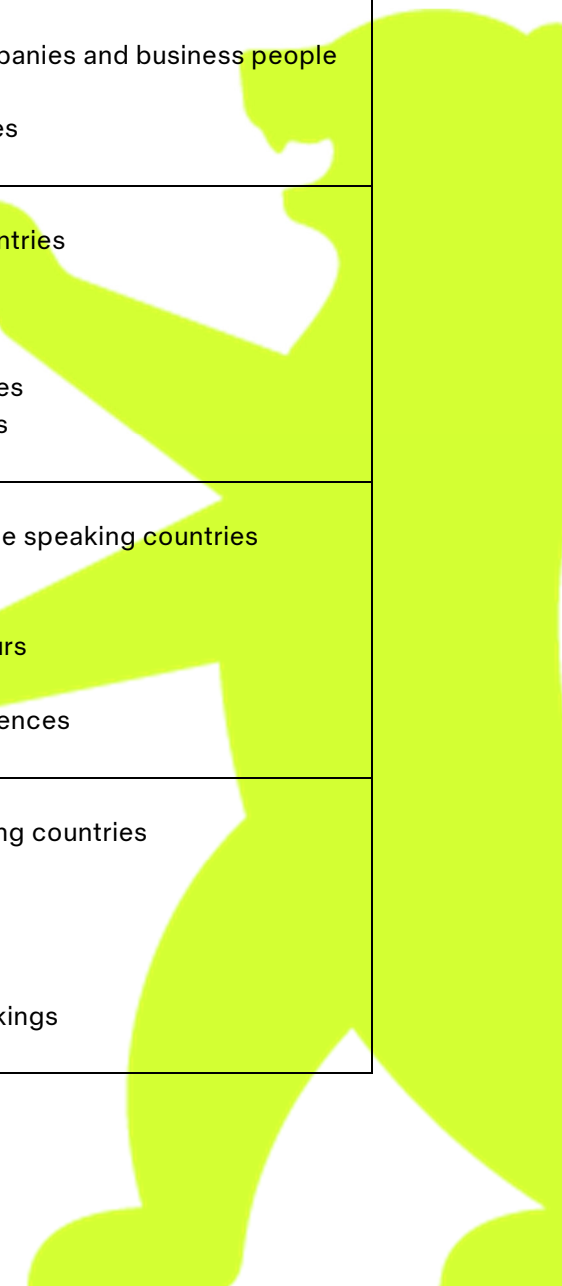 panies and business people
es
ntries
es
s
e speaking countries
urs
ences
ng countries
kings